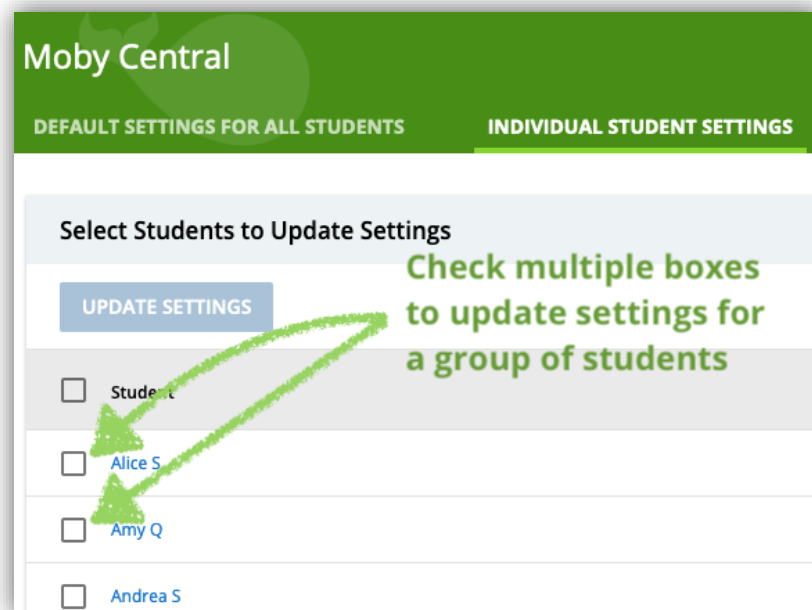 Moby Central
DEFAULT SETTINGS FOR ALL STUDENTS
INDIVIDUAL STUDENT SETTINGS
Select Students to Update Settings
Check multiple boxes
to update settings for
a group of students
UPDATE SETTINGS
Student
Alice S
Amy Q
Andrea S